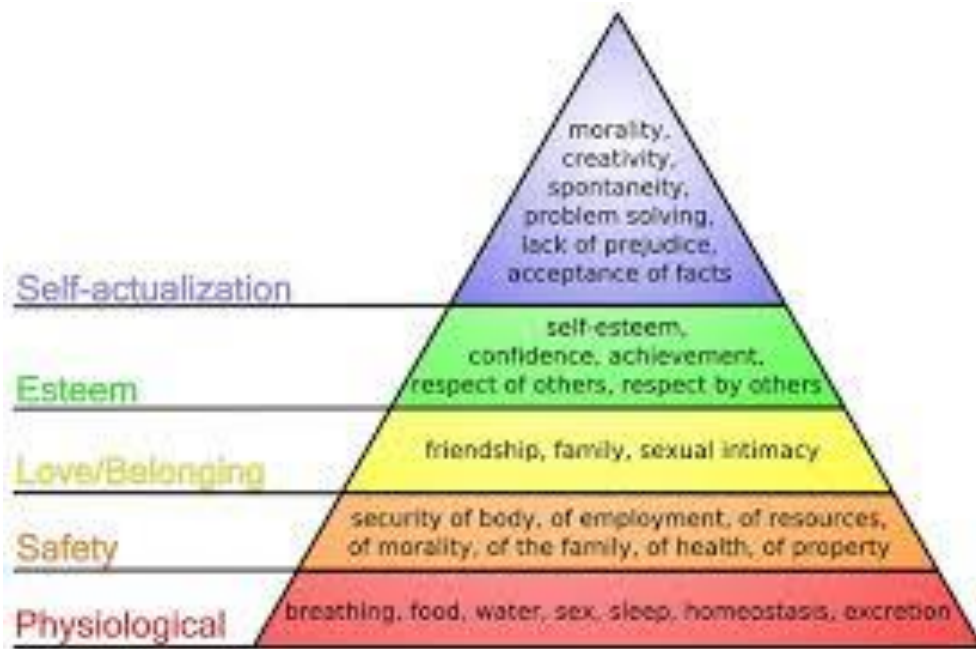 morality,
creativity,
spontaneity,
problem solving,
lack of prejudice,
acceptance of facts
Self-actualization
self-esteem,
confidence, achievement,
respect of others, respect by others
Esteem
friendship, family, sexual intimacy
Love/Belonging
security of body, of employment, of resources,
of morality, of the family, of health, of property
Safety
breathing, food, water, sex, sleep, homeostasis, excretion
Physiological